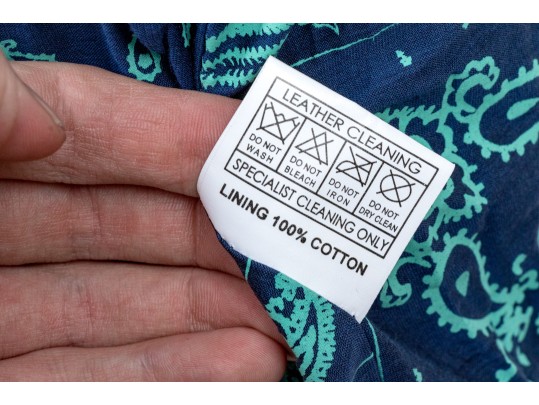 LEATHER CLEANING
DO NOT WASH
DO NOT BLEACH
DO NOT IRON
DO NOT DRY CLEAN
SPECIALIST CLEANING ONLY
LINING 100% COTTON